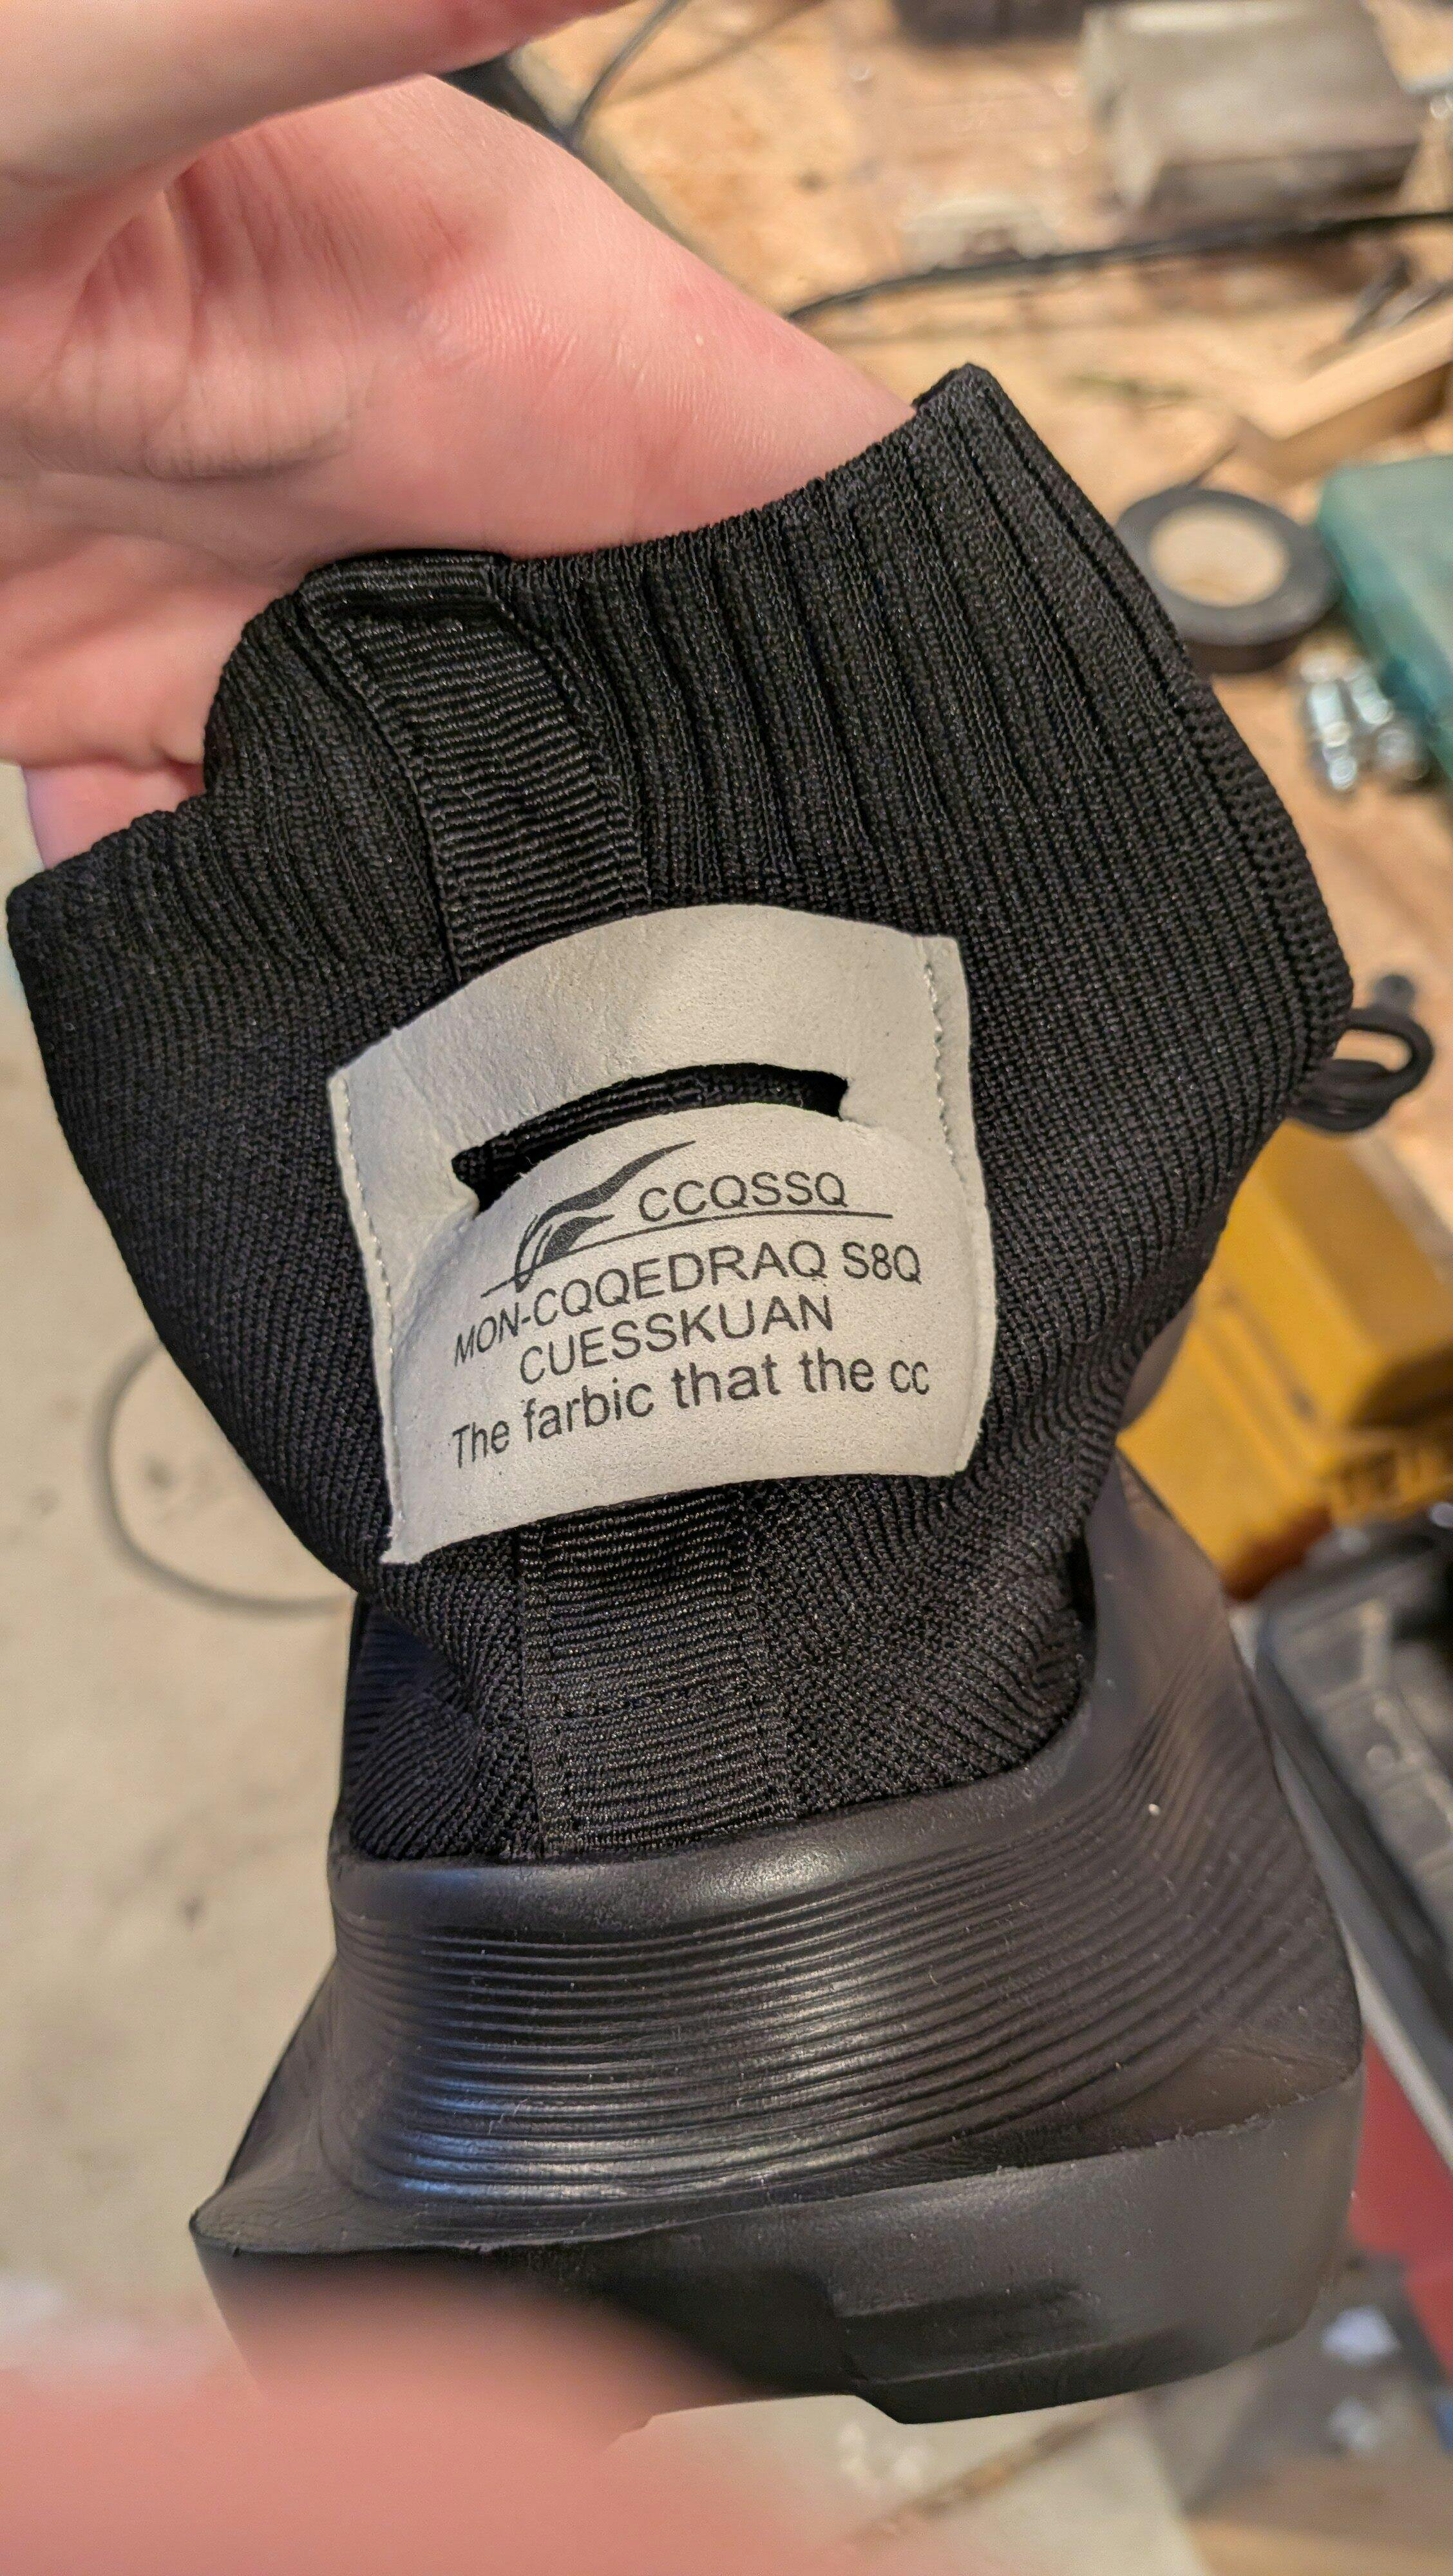 CCQSSQ
MON-CQQEDRAQ S8Q
CUESSKUAN
The farbic that the cc